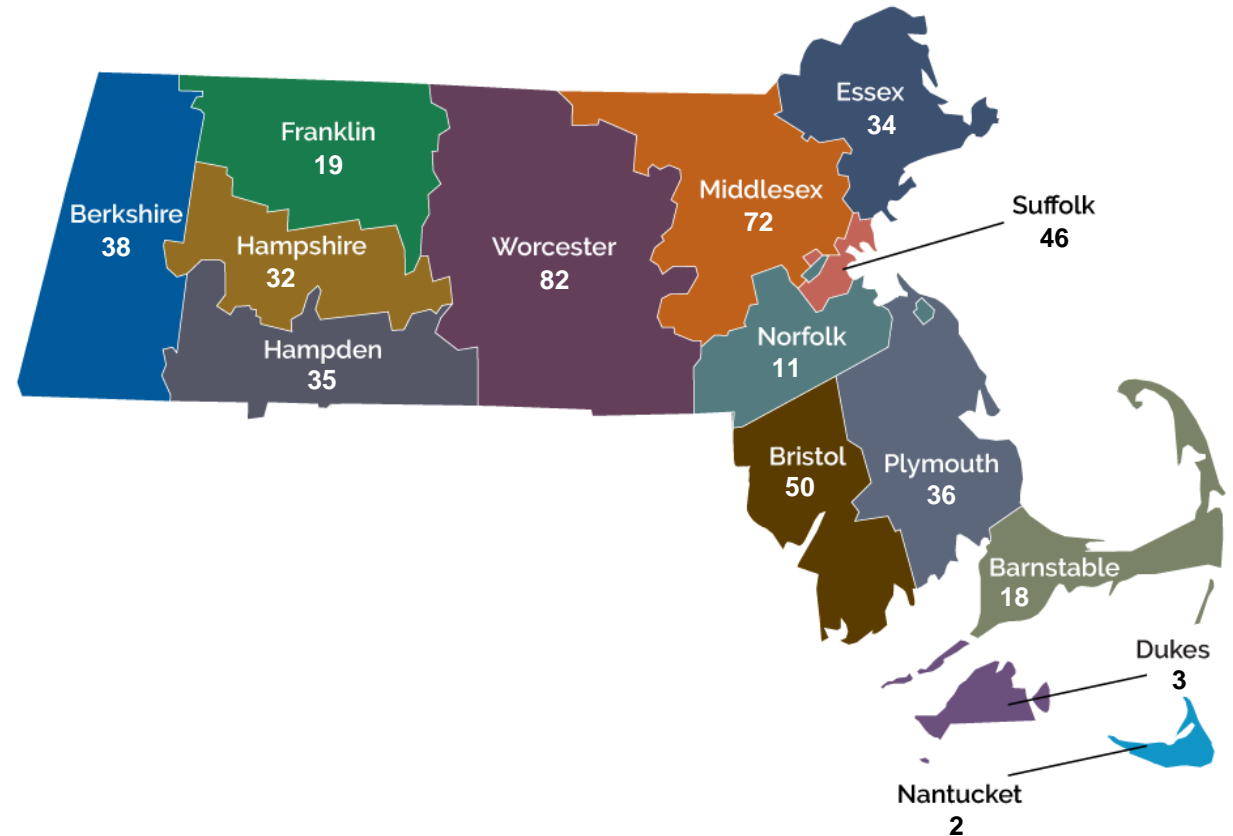 Essex
34
Franklin
19
Middlesex
72
Suffolk
46
Berkshire
38
Hampshire
32
Worcester
82
Norfolk
11
Hampden
35
Bristol
50
Plymouth
36
Barnstable
18
Dukes
3
Nantucket
2